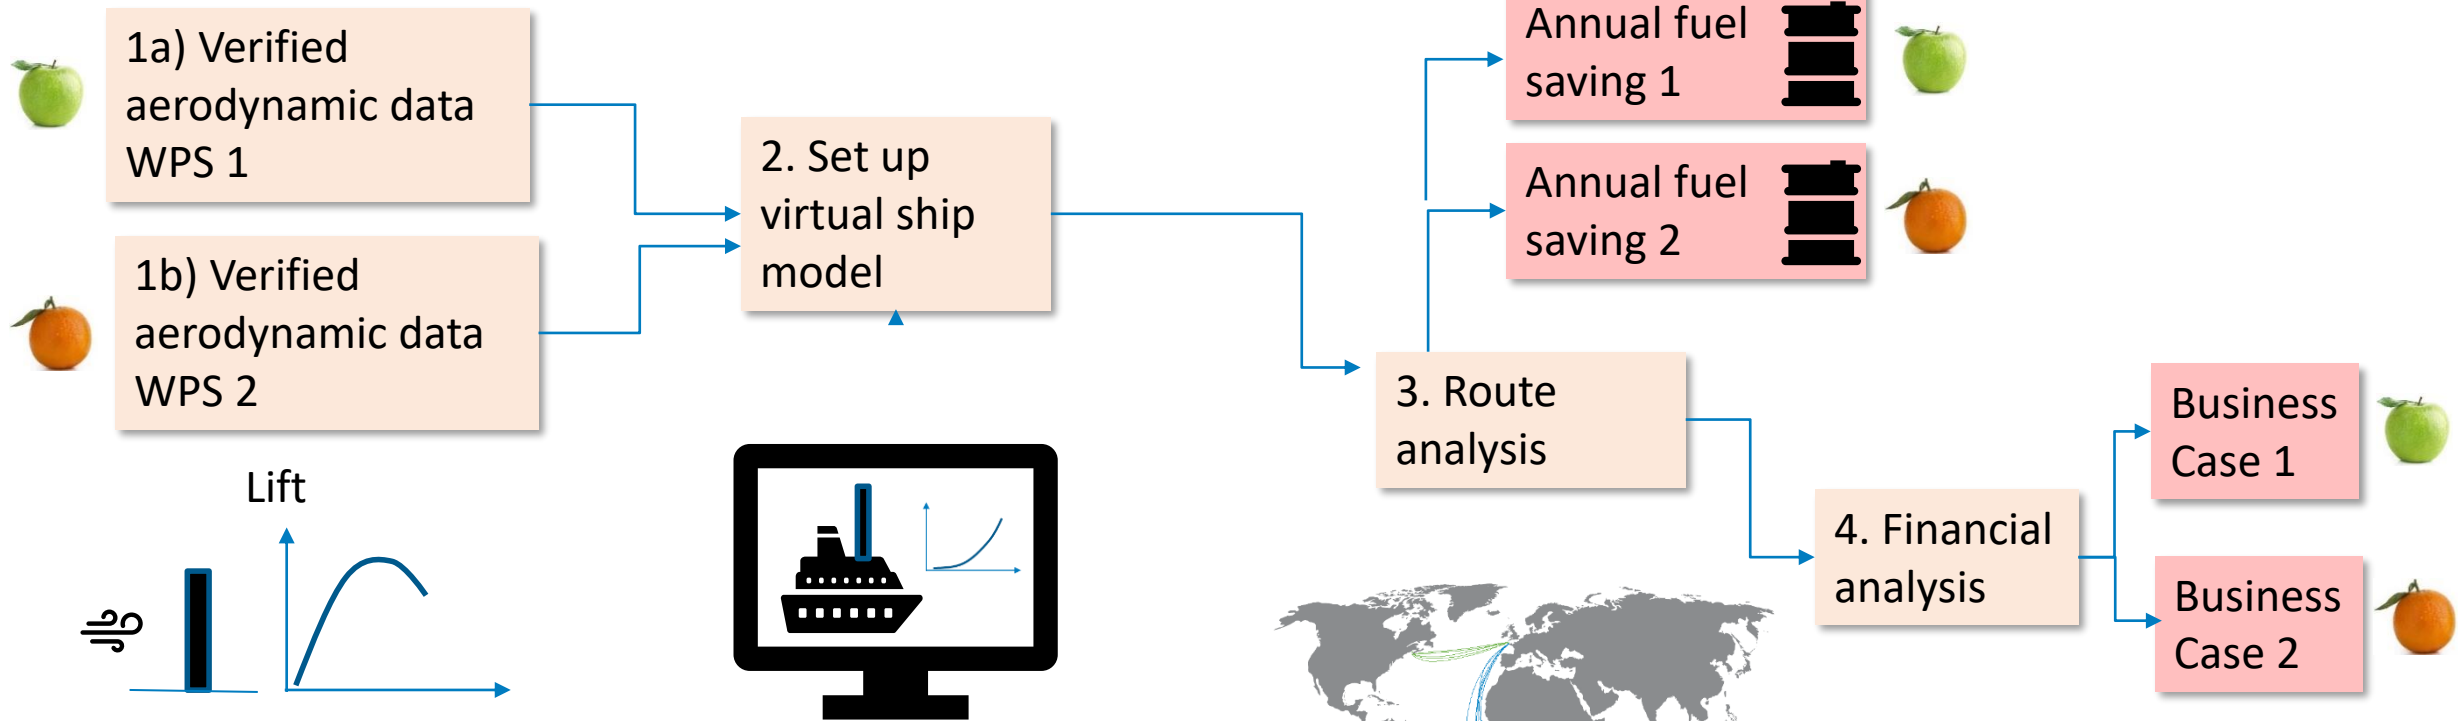 1a) Verified
aerodynamic data
WPS 1
1b) Verified
aerodynamic data
WPS 2
Lift
2. Set up
virtual ship
model
Annual fuel
saving 1
Annual fuel
saving 2
3. Route
analysis
4. Financial
analysis
Business
Case 1
Business
Case 2